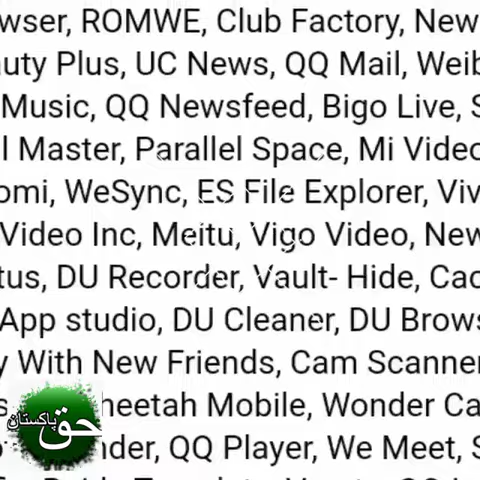 wser, ROMWE, Club Factory, New
uty Plus, UC News, QQ Mail, Weib
Music, QQ Newsfeed, Bigo Live, S
l Master, Parallel Space, Mi Video
omi, WeSync, ES File Explorer, Viv
Video Inc, Meitu, Vigo Video, New
tus, DU Recorder, Vault- Hide, Cac
App studio, DU Cleaner, DU Brows
y With New Friends, Cam Scanner
s heetah Mobile, Wonder Ca
nder, QQ Player, We Meet, S
حق پاکستان